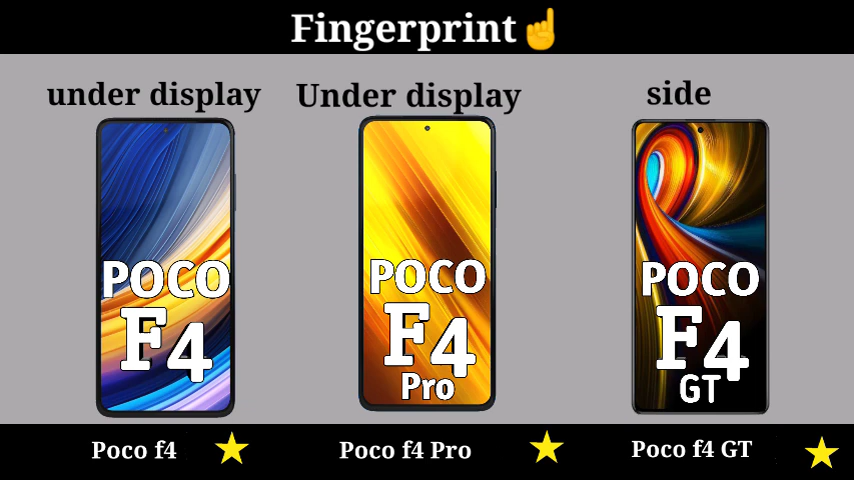 Fingerprint☝
under display
Under display
side
POCO
F4
POCO
F4
Pro
POCO
F4
GT
Poco f4
Poco f4 Pro
Poco f4 GT